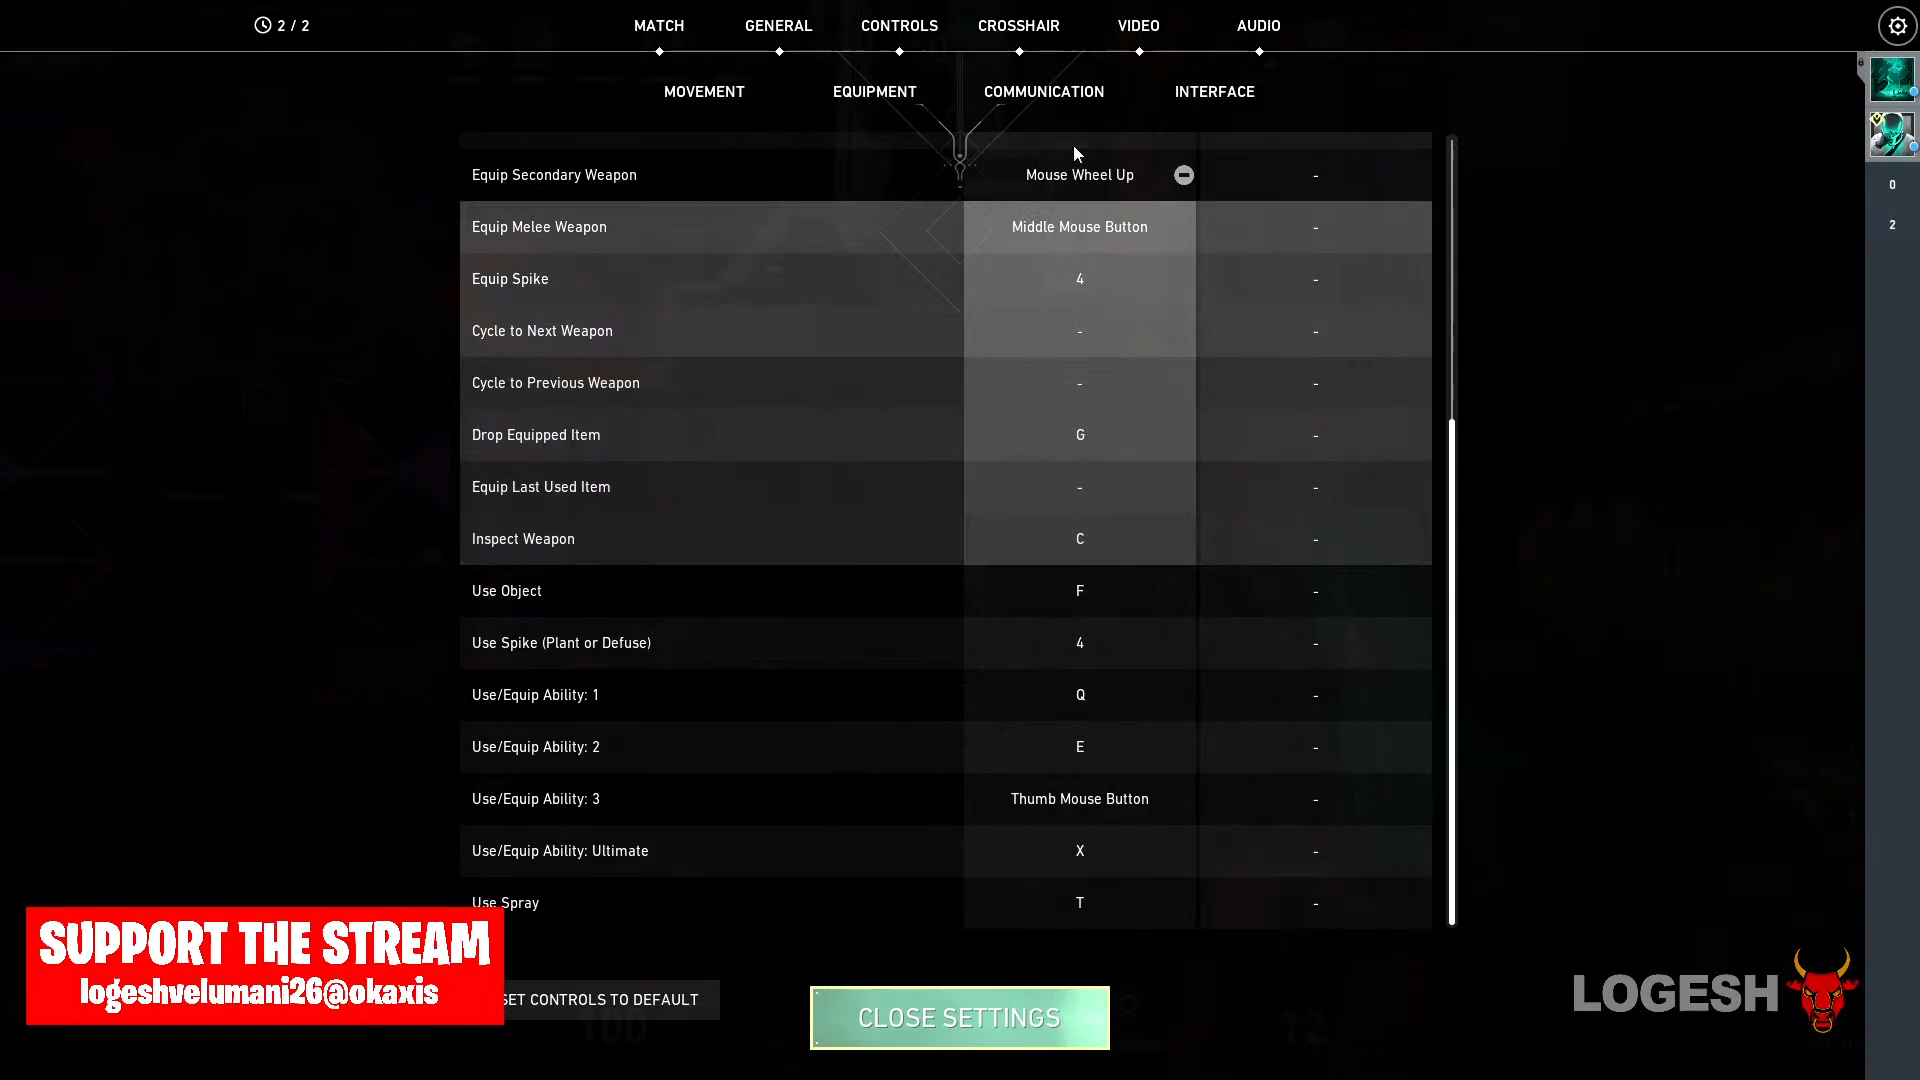 2 / 2
MATCH GENERAL CONTROLS CROSSHAIR VIDEO AUDIO
MOVEMENT EQUIPMENT COMMUNICATION INTERFACE
Equip Secondary Weapon Mouse Wheel Up -
Equip Melee Weapon Middle Mouse Button -
Equip Spike 4 -
Cycle to Next Weapon - -
Cycle to Previous Weapon - -
Drop Equipped Item G -
Equip Last Used Item - -
Inspect Weapon C -
Use Object F -
Use Spike (Plant or Defuse) 4 -
Use/Equip Ability: 1 Q -
Use/Equip Ability: 2 E -
Use/Equip Ability: 3 Thumb Mouse Button -
Use/Equip Ability: Ultimate X -
Use Spray T -
0
2
SUPPORT THE STREAM
logeshvelumani26@okaxis
SET CONTROLS TO DEFAULT
CLOSE SETTINGS
LOGESH
100
12